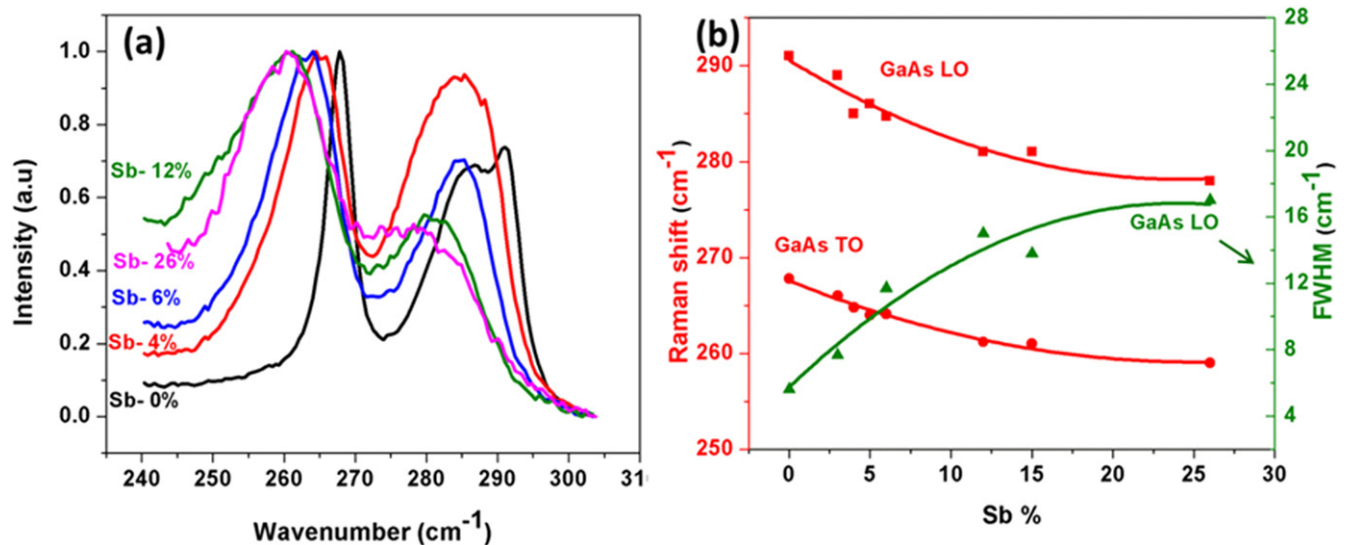 (a)
1.0
0.8
0.6
0.4
0.2
0.0
Intensity (a.u)
Sb- 12%
Sb- 26%
Sb- 6%
Sb- 4%
Sb- 0%
240 250 260 270 280 290 300 31
Wavenumber (cm-1)
(b)
290
280
270
260
250
Raman shift (cm-1)
GaAs LO
GaAs TO
GaAs LO
28
24
20
16
12
8
4
FWHM (cm-1)
0 5 10 15 20 25 30
Sb %